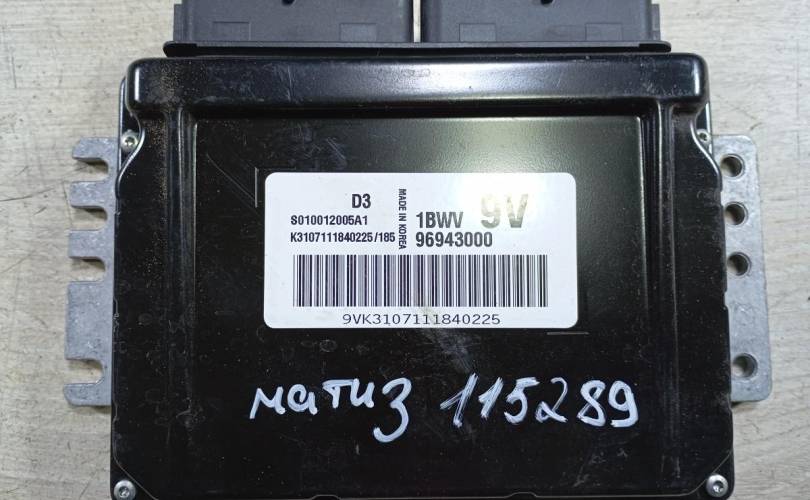 D3
S010012005A1
K3107111840225/185
MADE IN KOREA
1BWV 9V
96943000
9VK3107111840225
матиз 115289